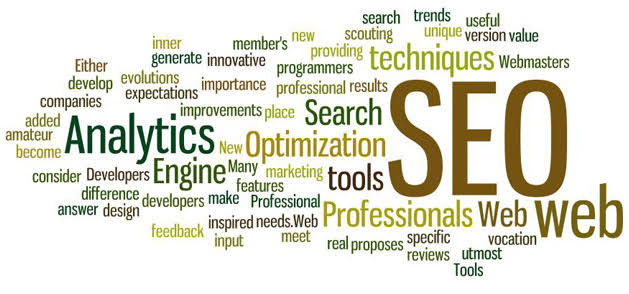 search trends useful
scouting unique version value
inner member's new
Either generate innovative providing techniques Webmasters
develop evolutions programmers
companies expectations importance professional results
added improvements place Search SEO
amateur Analytics New Optimization
become
consider Developers Engine Many marketing tools
difference features
answer design developers make Professional
inspired needs.Web Professionals Web web
feedback input meet
real proposes specific vocation
reviews utmost
Tools